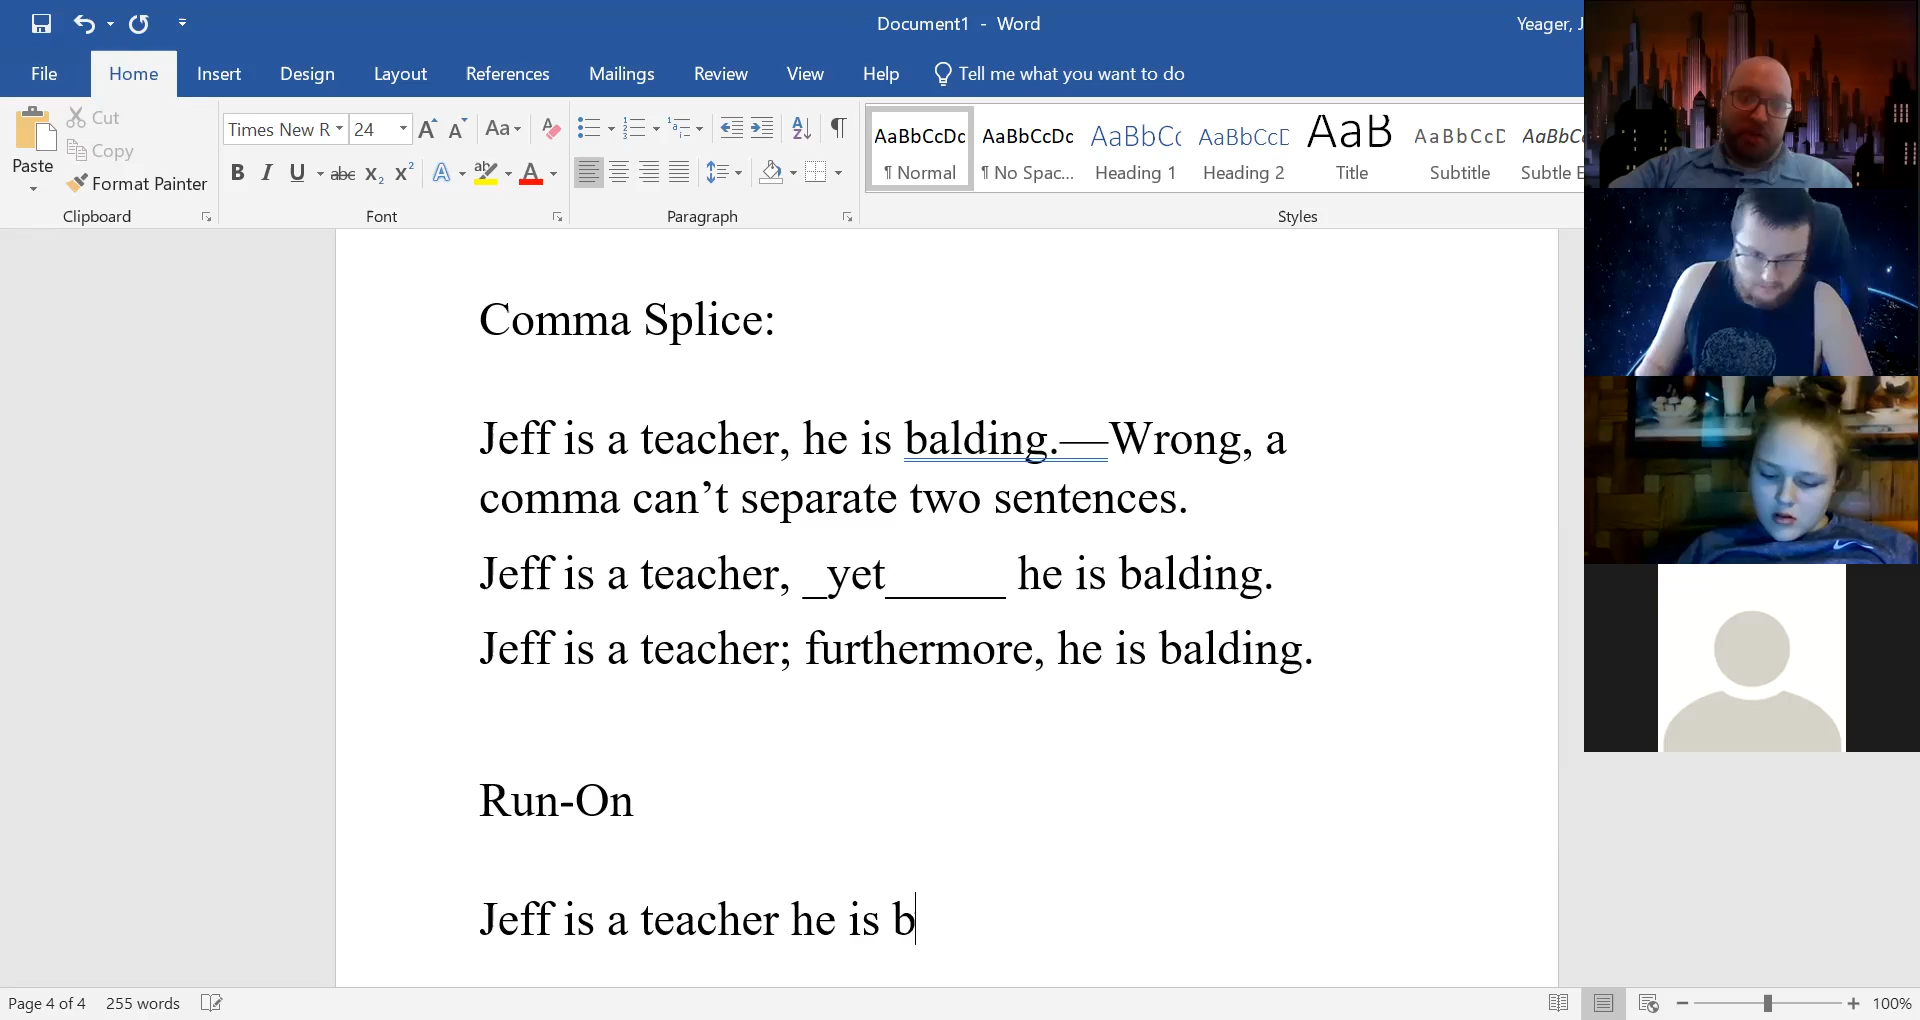 Document1 - Word
Yeager, J
File Home Insert Design Layout References Mailings Review View Help Tell me what you want to do
Paste
Cut
Copy
Format Painter
Clipboard
Times New R 24
Font
Paragraph
AaBbCcDc AaBbCcDc AaBbCc AaBbCcD AaB AaBbCcD AaBbCc
¶ Normal ¶ No Spac... Heading 1 Heading 2 Title Subtitle Subtle E
Styles
Comma Splice:
Jeff is a teacher, he is balding.—Wrong, a
comma can’t separate two sentences.
Jeff is a teacher, _yet_____ he is balding.
Jeff is a teacher; furthermore, he is balding.
Run-On
Jeff is a teacher he is b
Page 4 of 4 255 words 100%